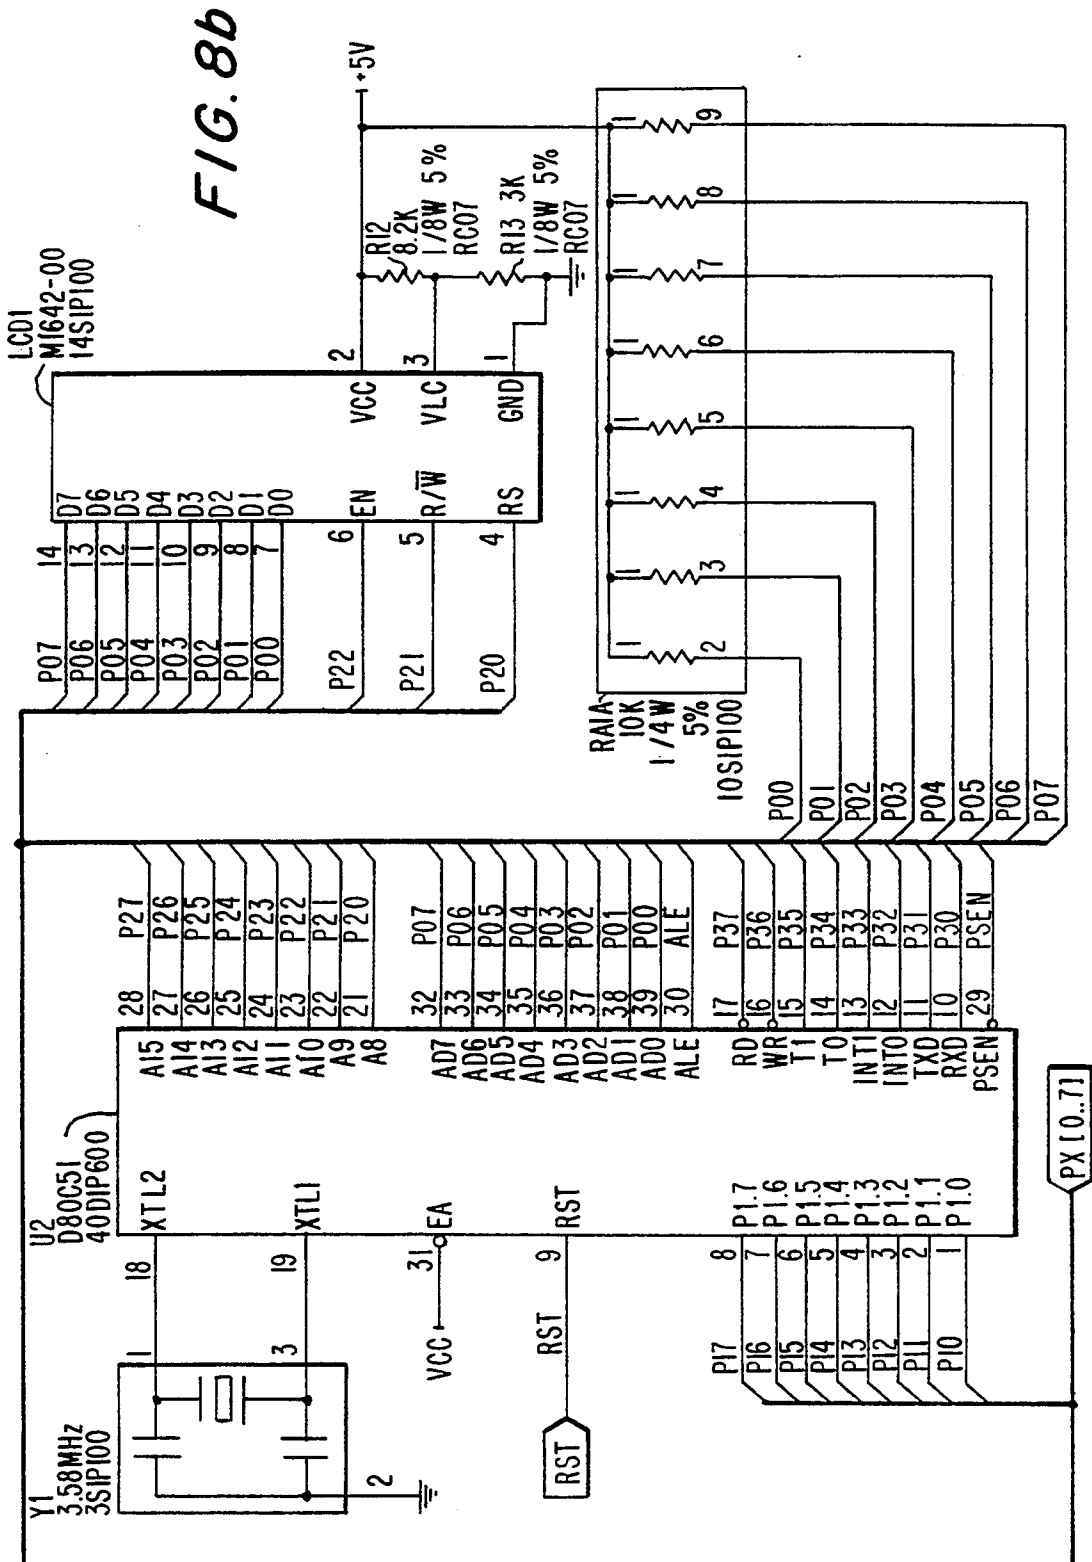 FIG. 8b
LCD1
M1642-00
14SIP100
+5V
R12
8.2K
1/8W 5%
RC07
R13 3K
1/8W 5%
RC07
P07 14 D7
P06 13 D6
P05 12 D5
P04 11 D4
P03 10 D3
P02 9 D2
P01 8 D1
P00 7 D0
P22 6 EN
P21 5 R/W̅
P20 4 RS
VCC 2
VLC 3
GND 1
RA1A
10K
1/4W
5%
10SIP100
1 2
1 3
1 4
1 5
1 6
1 7
1 8
1 9
P00
P01
P02
P03
P04
P05
P06
P07
U2
D80C51
40DIP600
A15 28 P27
A14 27 P26
A13 26 P25
A12 25 P24
A11 24 P23
A10 23 P22
A9 22 P21
A8 21 P20
AD7 32 P07
AD6 33 P06
AD5 34 P05
AD4 35 P04
AD3 36 P03
AD2 37 P02
AD1 38 P01
AD0 39 P00
ALE 30 ALE
RD 17 P37
WR 16 P36
T1 15 P35
T0 14 P34
INT1 13 P33
INT0 12 P32
TXD 11 P31
RXD 10 P30
PSEN 29 PSEN
18 XTL2
19 XTL1
VCC 31 EA
RST RST 9 RST
P17 8 P1.7
P16 7 P1.6
P15 6 P1.5
P14 5 P1.4
P13 4 P1.3
P12 3 P1.2
P11 2 P1.1
P10 1 P1.0
Y1
3.58MHz
3SIP100
1
3
2
PX[0..7]